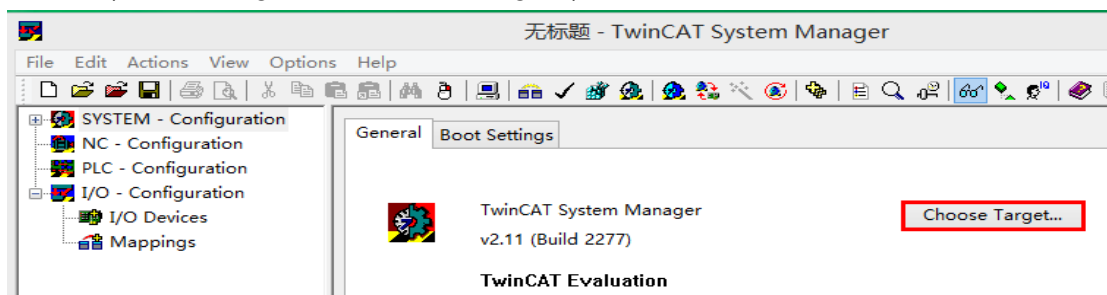 无标题 - TwinCAT System Manager
File Edit Actions View Options Help
SYSTEM - Configuration
NC - Configuration
PLC - Configuration
I/O - Configuration
I/O Devices
Mappings
General Boot Settings
TwinCAT System Manager
Choose Target...
v2.11 (Build 2277)
TwinCAT Evaluation